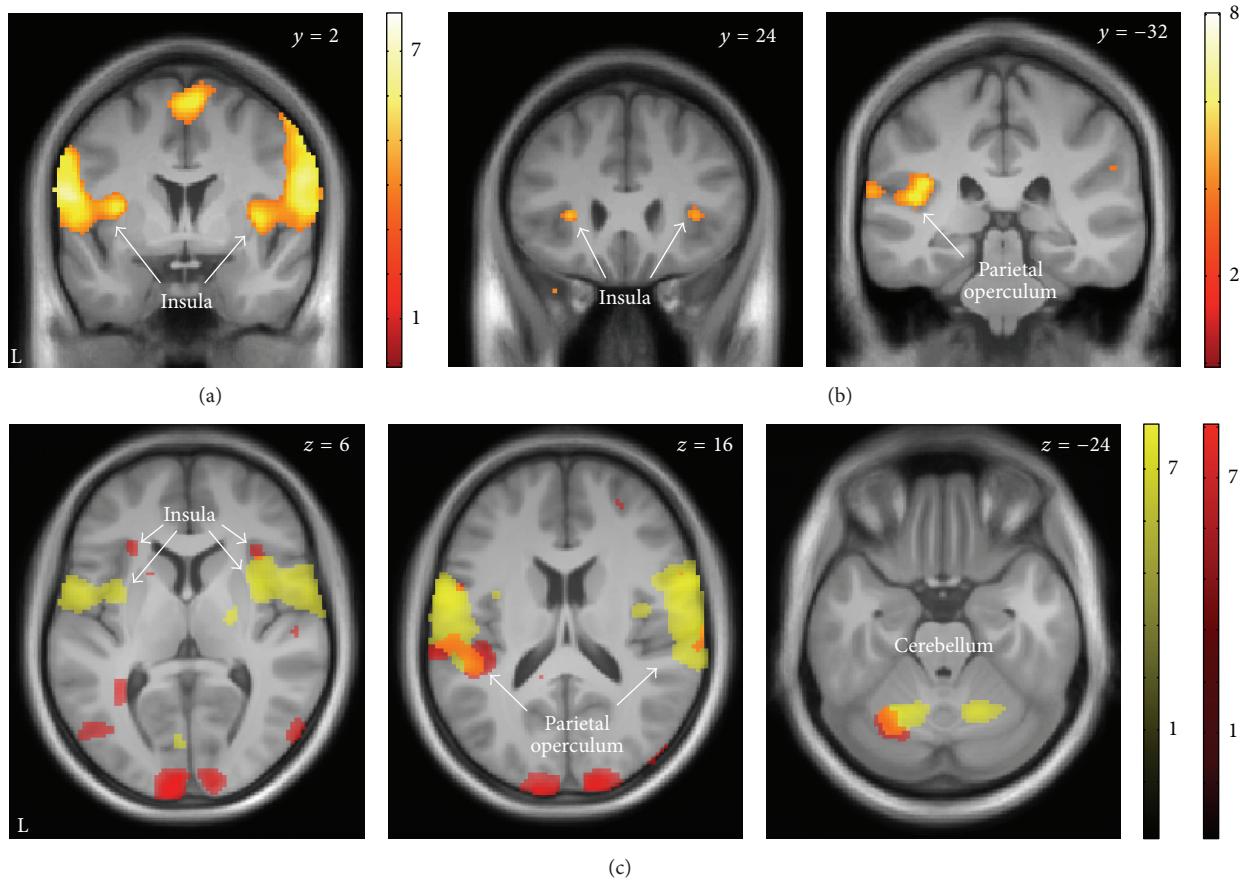 y = 2
7
1
Insula
L
(a)
y = 24
Insula
y = −32
Parietal
operculum
8
2
(b)
z = 6
Insula
L
z = 16
Parietal
operculum
z = −24
Cerebellum
7
1
7
1
(c)